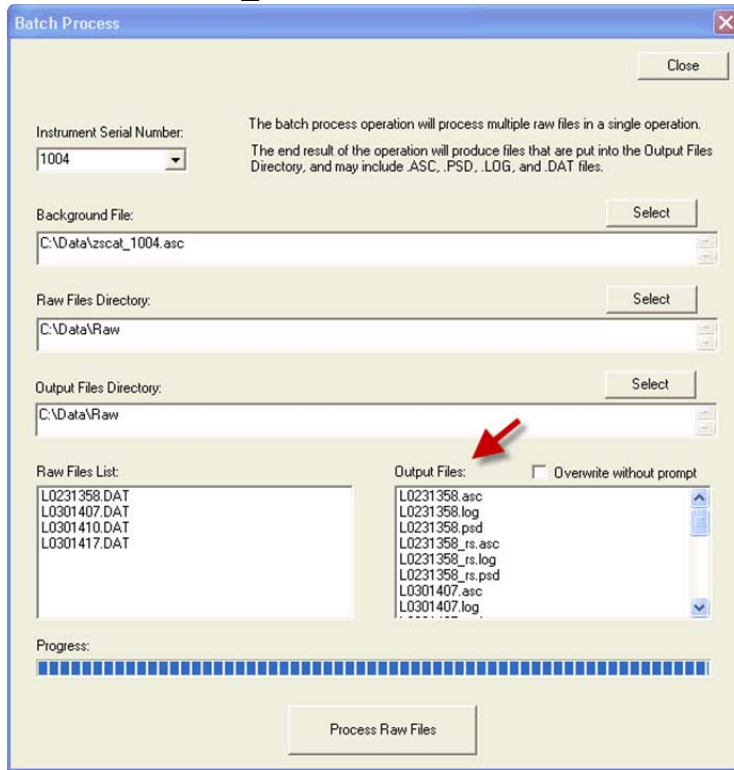 Batch Process
Close
Instrument Serial Number:
1004
The batch process operation will process multiple raw files in a single operation.
The end result of the operation will produce files that are put into the Output Files
Directory, and may include .ASC, .PSD, .LOG, and .DAT files.
Background File:
Select
C:\Data\zscat_1004.asc
Raw Files Directory:
Select
C:\Data\Raw
Output Files Directory:
Select
C:\Data\Raw
Raw Files List:
L0231358.DAT
L0301407.DAT
L0301410.DAT
L0301417.DAT
Output Files:
Overwrite without prompt
L0231358.asc
L0231358.log
L0231358.psd
L0231358_rs.asc
L0231358_rs.log
L0231358_rs.psd
L0301407.asc
L0301407.log
Progress:
Process Raw Files